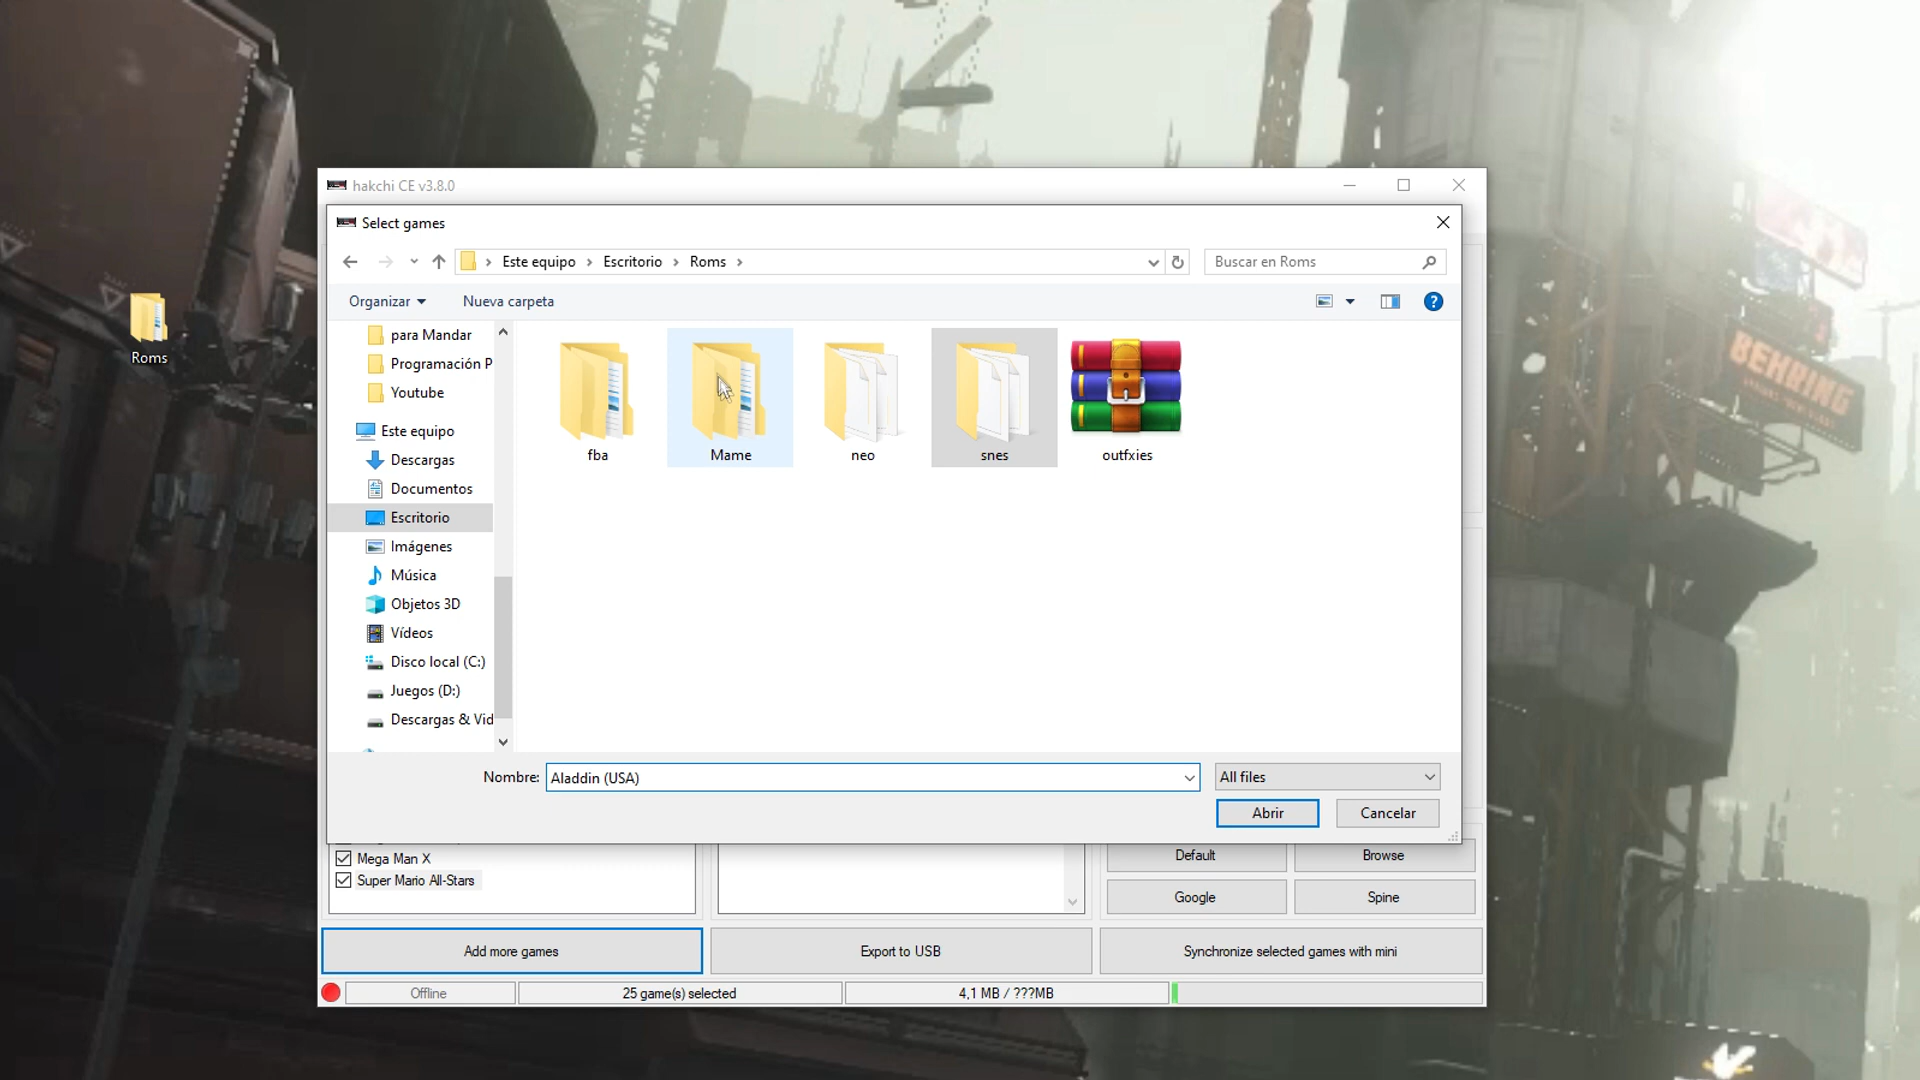 Roms
hakchi CE v3.8.0
Select games
Este equipo
Escritorio
Roms
Buscar en Roms
Organizar
Nueva carpeta
?
para Mandar
Programación P
Youtube
Este equipo
Descargas
Documentos
Escritorio
Imágenes
Música
Objetos 3D
Vídeos
Disco local (C:)
Juegos (D:)
Descargas & Vid
fba
Mame
neo
snes
outfxies
Nombre:
Aladdin (USA)
All files
Abrir
Cancelar
Mega Man X
Super Mario All-Stars
Default
Browse
Google
Spine
Add more games
Export to USB
Synchronize selected games with mini
Offline
25 game(s) selected
4,1 MB / ???MB
BEHRING